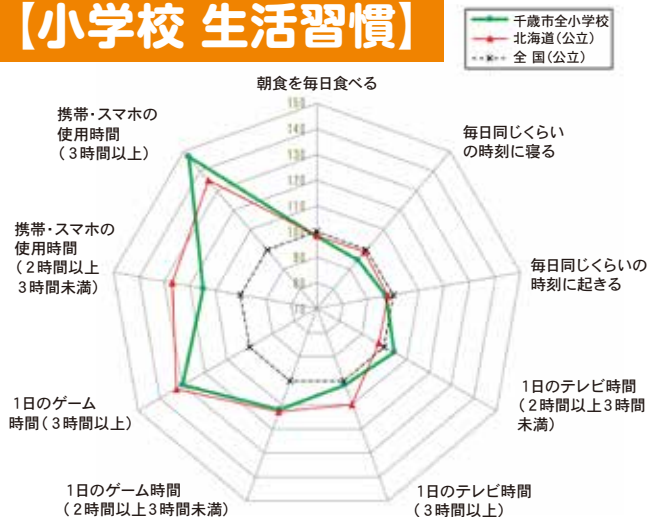 【小学校 生活習慣】
千歳市全小学校
北海道（公立）
全 国（公立）
朝食を毎日食べる
携帯・スマホの
使用時間
（３時間以上）
毎日同じくらい
の時刻に寝る
150
140
130
120
110
100
90
80
70
携帯・スマホの
使用時間
（２時間以上
３時間未満）
毎日同じくらいの
時刻に起きる
1日のゲーム
時間（３時間以上）
1日のテレビ時間
（２時間以上３時間
未満）
1日のゲーム時間
（２時間以上３時間未満）
1日のテレビ時間
（３時間以上）